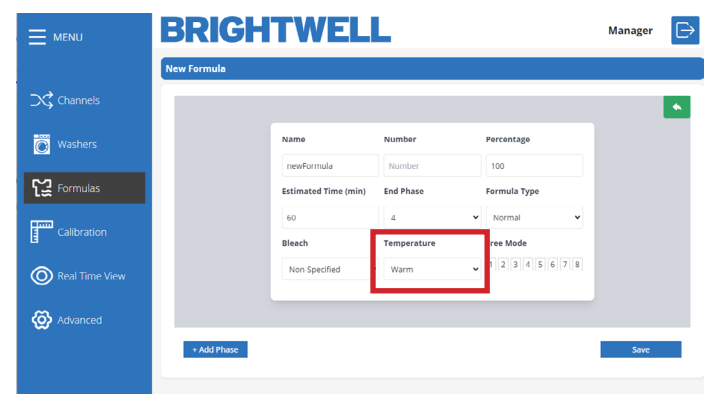 MENU
BRIGHTWELL
Manager
New Formula
Channels
Washers
Formulas
Calibration
Real Time View
Advanced
Name Number Percentage
newFormula Number 100
Estimated Time (min) End Phase Formula Type
60 4 Normal
Bleach Temperature ree Mode
Non Specified Warm 1 2 3 4 5 6 7 8
+ Add Phase Save